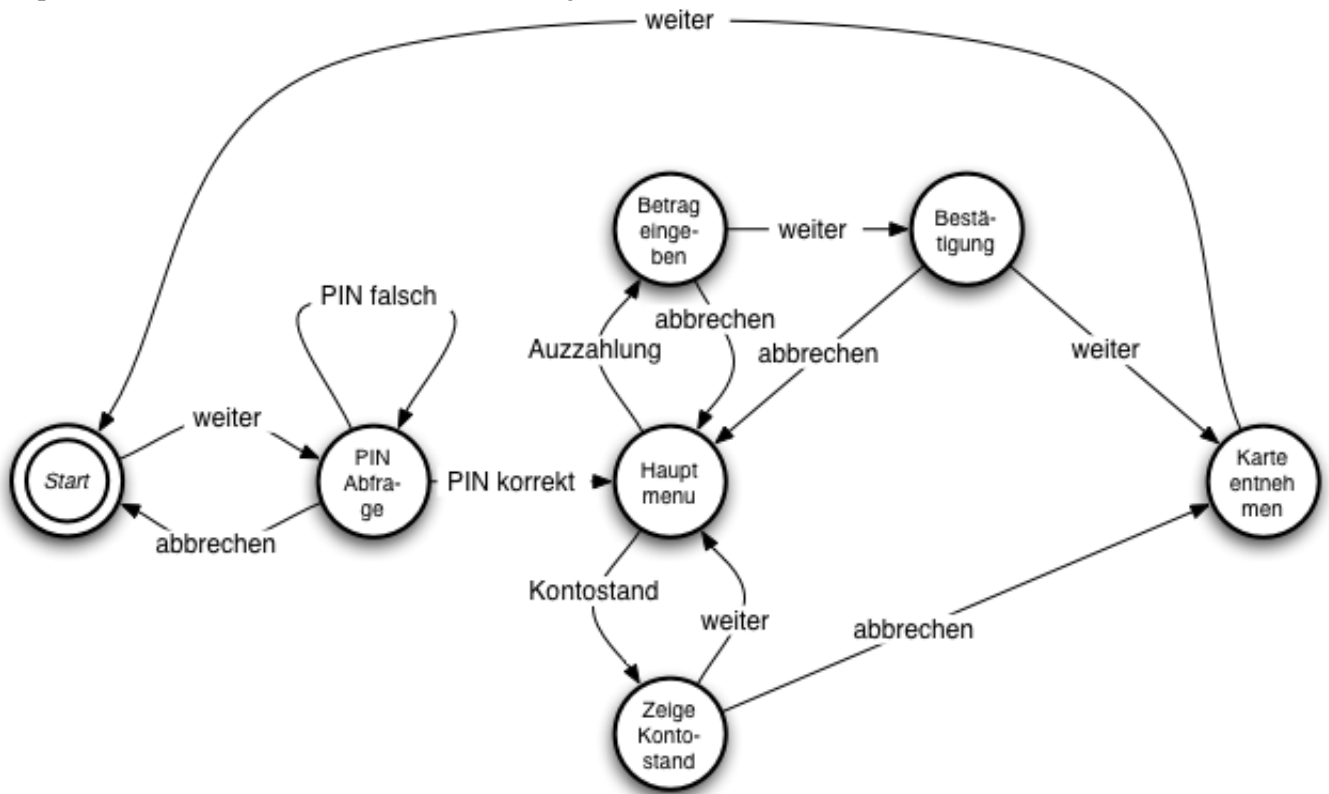 weiter
Betrag
einge-
ben
weiter
Bestä-
tigung
PIN falsch
abbrechen
Auzzahlung
abbrechen
weiter
weiter
Start
PIN
Abfra-
ge
PIN korrekt
Haupt
menu
Karte
entneh
men
abbrechen
Kontostand
weiter
abbrechen
Zeige
Konto-
stand